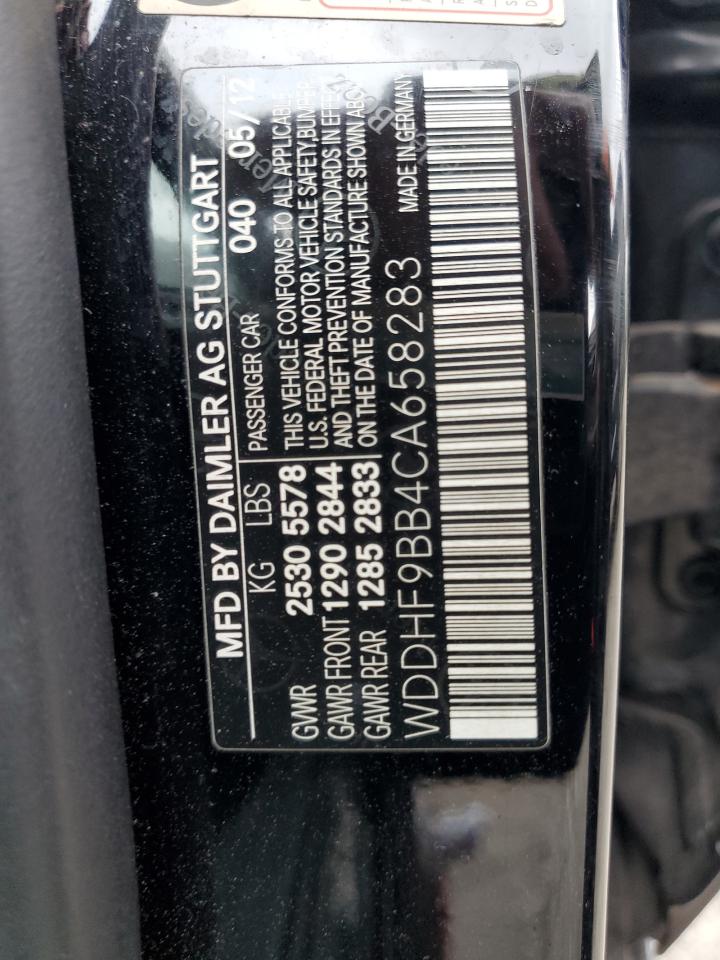 MFD BY DAIMLER AG STUTTGART
040 05/12
KG LBS PASSENGER CAR
GVWR 2530 5578
GAWR FRONT 1290 2844
GAWR REAR 1285 2833
THIS VEHICLE CONFORMS TO ALL APPLICABLE
U.S. FEDERAL MOTOR VEHICLE SAFETY, BUMPER,
AND THEFT PREVENTION STANDARDS IN EFFECT
ON THE DATE OF MANUFACTURE SHOWN ABOVE
MADE IN GERMANY
WDDHF9BB4CA658283